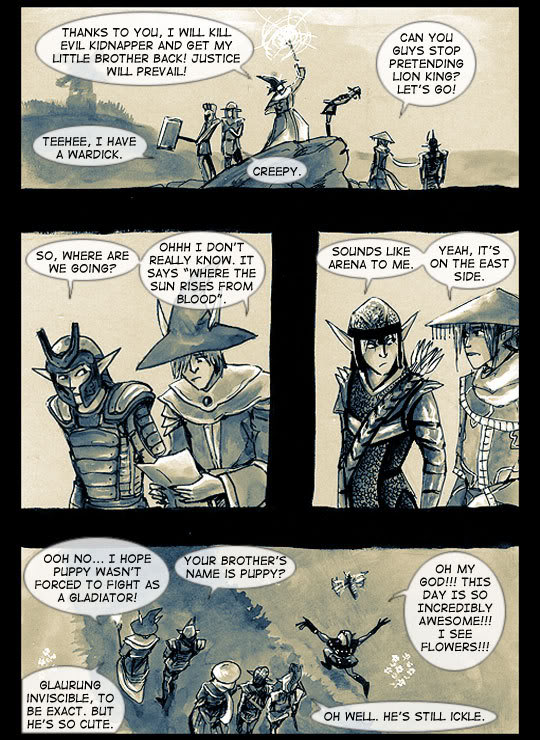 THANKS TO YOU, I WILL KILL
EVIL KIDNAPPER AND GET MY
LITTLE BROTHER BACK! JUSTICE
WILL PREVAIL!
CAN YOU
GUYS STOP
PRETENDING
LION KING?
LET'S GO!
TEEHEE, I HAVE
A WARDICK.
CREEPY.
SO, WHERE ARE
WE GOING?
OHHH I DON'T
REALLY KNOW. IT
SAYS "WHERE THE
SUN RISES FROM
BLOOD".
SOUNDS LIKE
ARENA TO ME.
YEAH, IT'S
ON THE EAST
SIDE.
OOH NO... I HOPE
PUPPY WASN'T
FORCED TO FIGHT AS
A GLADIATOR!
YOUR BROTHER'S
NAME IS PUPPY?
OH MY
GOD!!! THIS
DAY IS SO
INCREDIBLY
AWESOME!!!
I SEE
FLOWERS!!!
GLAURUNG
INVISCIBLE, TO
BE EXACT. BUT
HE'S SO CUTE.
OH WELL. HE'S STILL ICKLE.